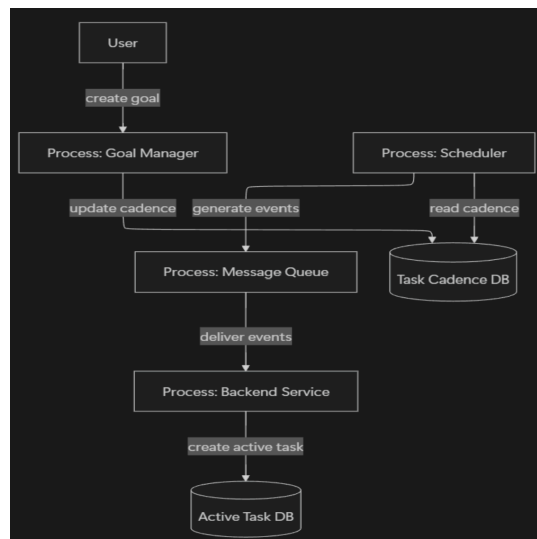 User
create goal
Process: Goal Manager
Process: Scheduler
update cadence
generate events
read cadence
Process: Message Queue
Task Cadence DB
deliver events
Process: Backend Service
create active task
Active Task DB